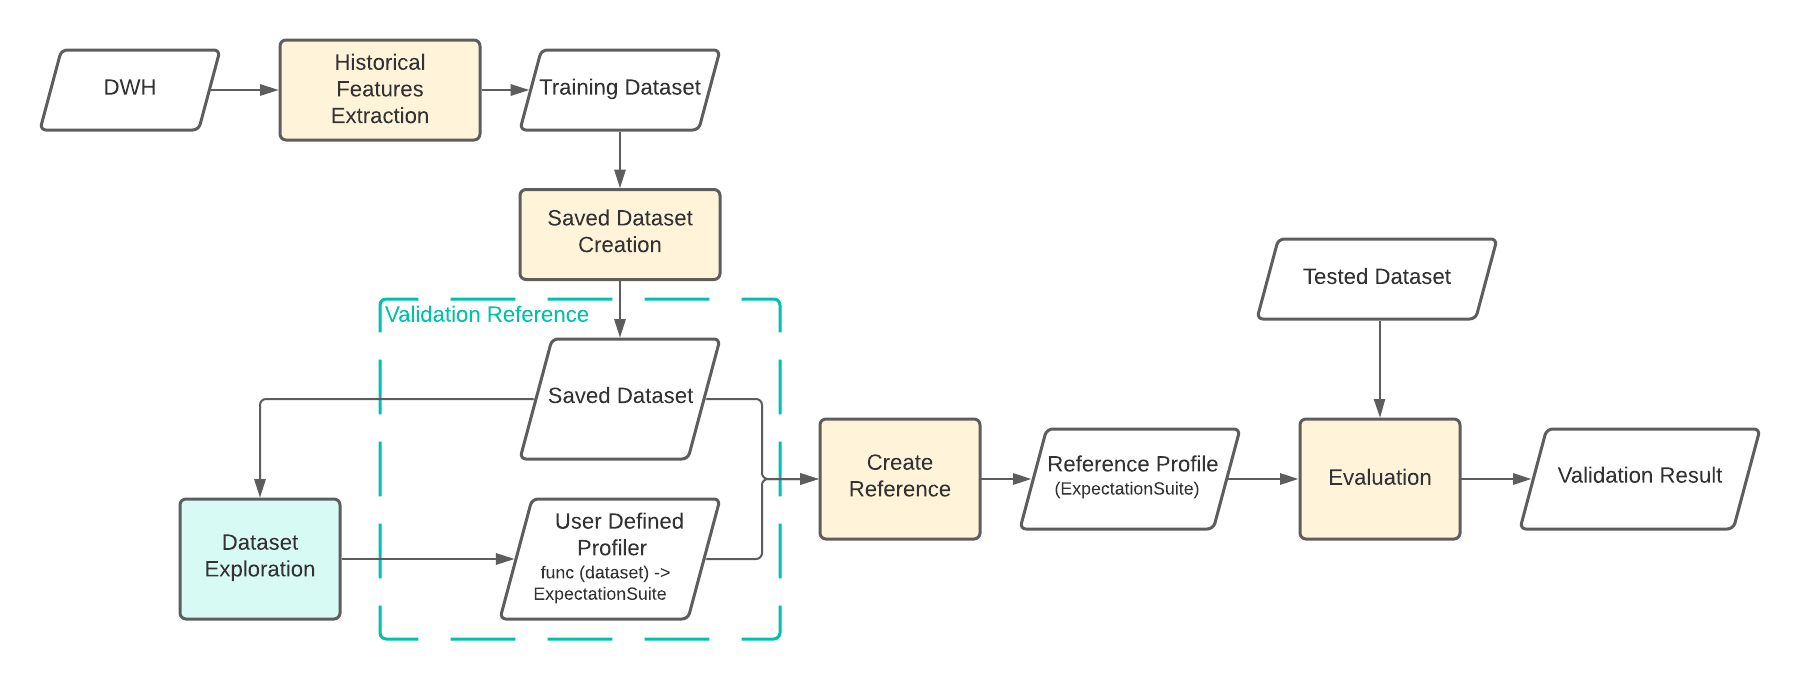 DWH
Historical
Features
Extraction
Training Dataset
Saved Dataset
Creation
Validation Reference
Saved Dataset
Dataset
Exploration
User Defined
Profiler
func (dataset) ->
ExpectationSuite
Create
Reference
Reference Profile
(ExpectationSuite)
Tested Dataset
Evaluation
Validation Result